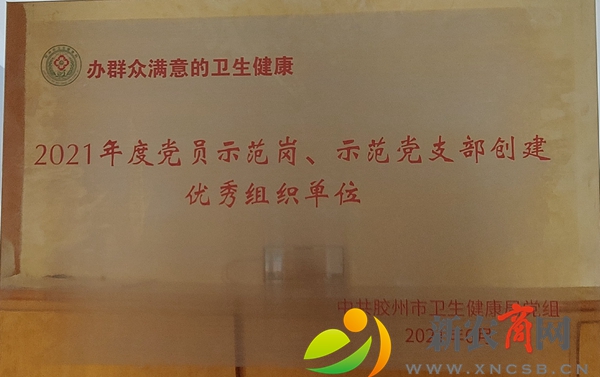 办群众满意的卫生健康
2021年度党员示范岗、示范党支部创建
优秀组织单位
中共胶州市卫生健康局党组
新农商网
WWW.XNCSB.CN